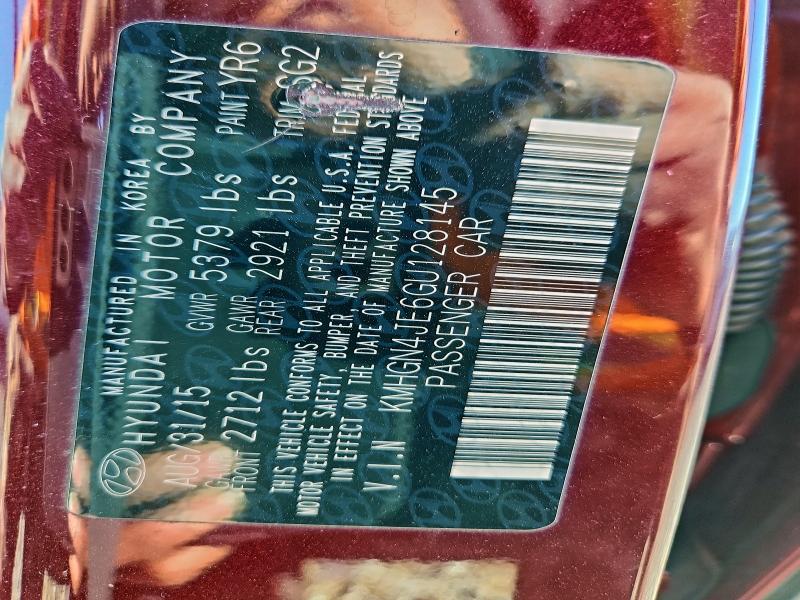 MANUFACTURED IN KOREA BY
HYUNDAI MOTOR COMPANY
AUG/31/15 GVWR 5379 lbs PAINT YR6
GAWR FRONT 2712 lbs GAWR REAR 2921 lbs TRIM 6G2
THIS VEHICLE CONFORMS TO ALL APPLICABLE U.S.A. FEDERAL
MOTOR VEHICLE SAFETY, BUMPER, AND THEFT PREVENTION STANDARDS
IN EFFECT ON THE DATE OF MANUFACTURE SHOWN ABOVE
V.I.N KMHGN4JE6GU128145
PASSENGER CAR